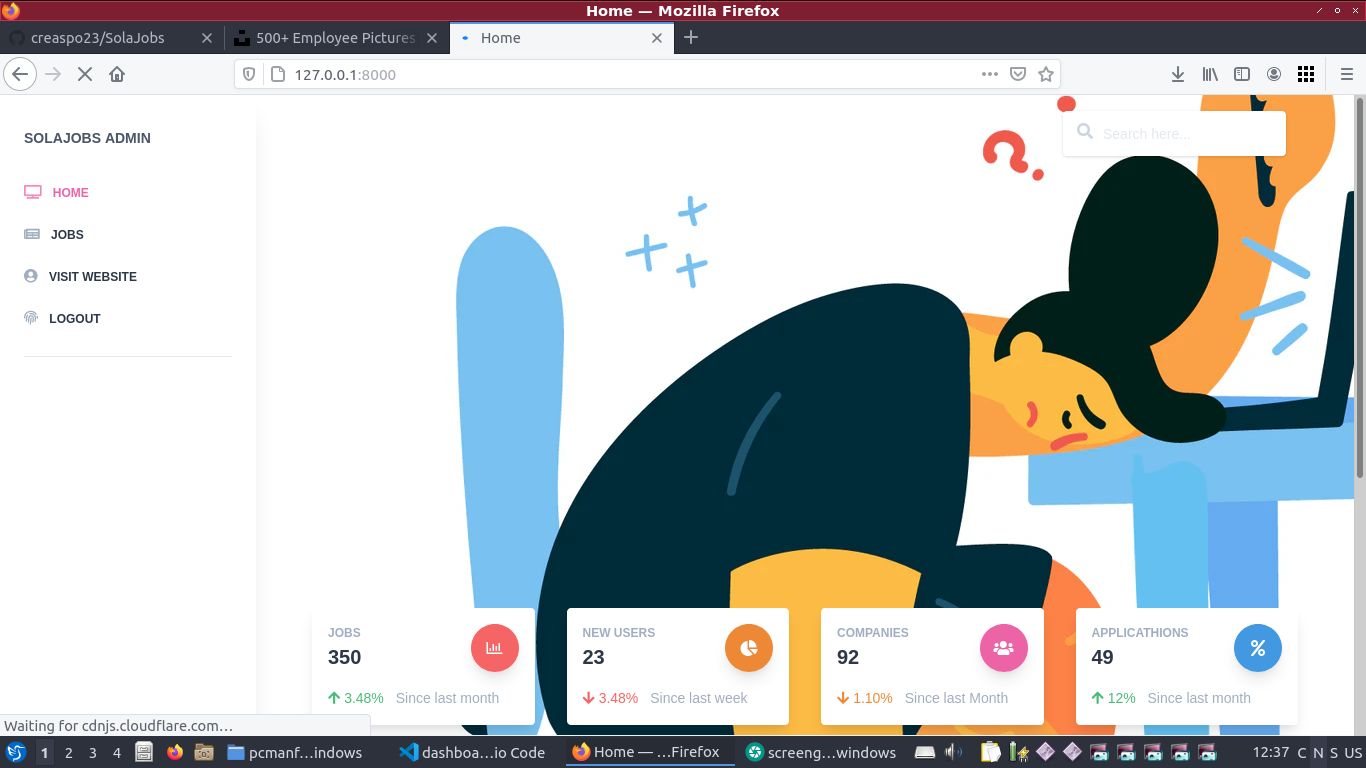 Home — Mozilla Firefox
creaspo23/SolaJobs
500+ Employee Pictures
Home
127.0.0.1:8000
SOLAJOBS ADMIN
Search here...
HOME
JOBS
VISIT WEBSITE
LOGOUT
JOBS
350
3.48% Since last month
NEW USERS
23
3.48% Since last week
COMPANIES
92
1.10% Since last Month
APPLICATHIONS
49
12% Since last month
Waiting for cdnjs.cloudflare.com…
1 2 3 4 pcmanf…indows dashboa…io Code Home — …Firefox screeng…windows 12:37 C N S US